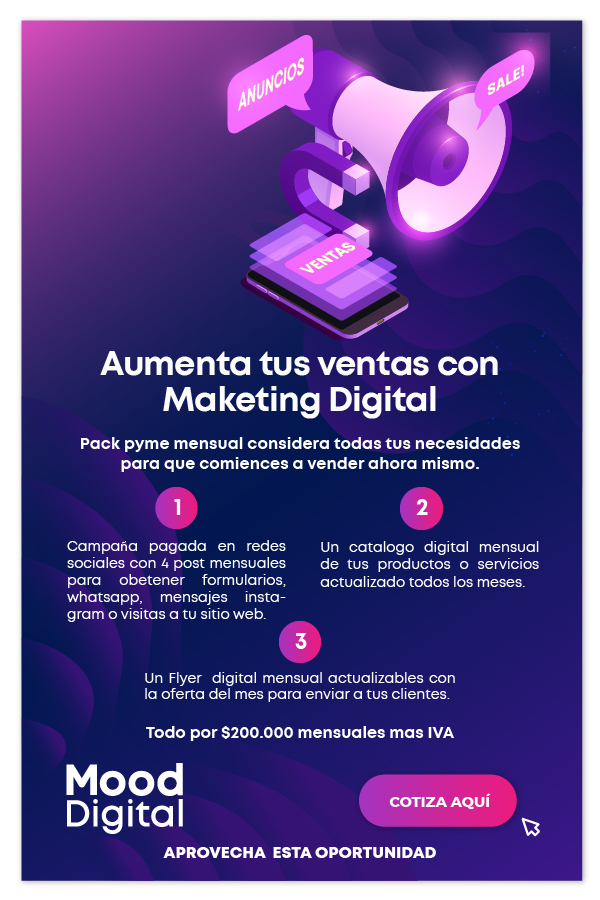 ANUNCIOS
SALE!
VENTAS
Aumenta tus ventas con
Maketing Digital
Pack pyme mensual considera todas tus necesidades
para que comiences a vender ahora mismo.
1
Campaña pagada en redes
sociales con 4 post mensuales
para obetener formularios,
whatsapp, mensajes insta-
gram o visitas a tu sitio web.
2
Un catalogo digital mensual
de tus productos o servicios
actualizado todos los meses.
3
Un Flyer digital mensual actualizables con
la oferta del mes para enviar a tus clientes.
Todo por $200.000 mensuales mas IVA
Mood
Digital
COTIZA AQUÍ
APROVECHA ESTA OPORTUNIDAD